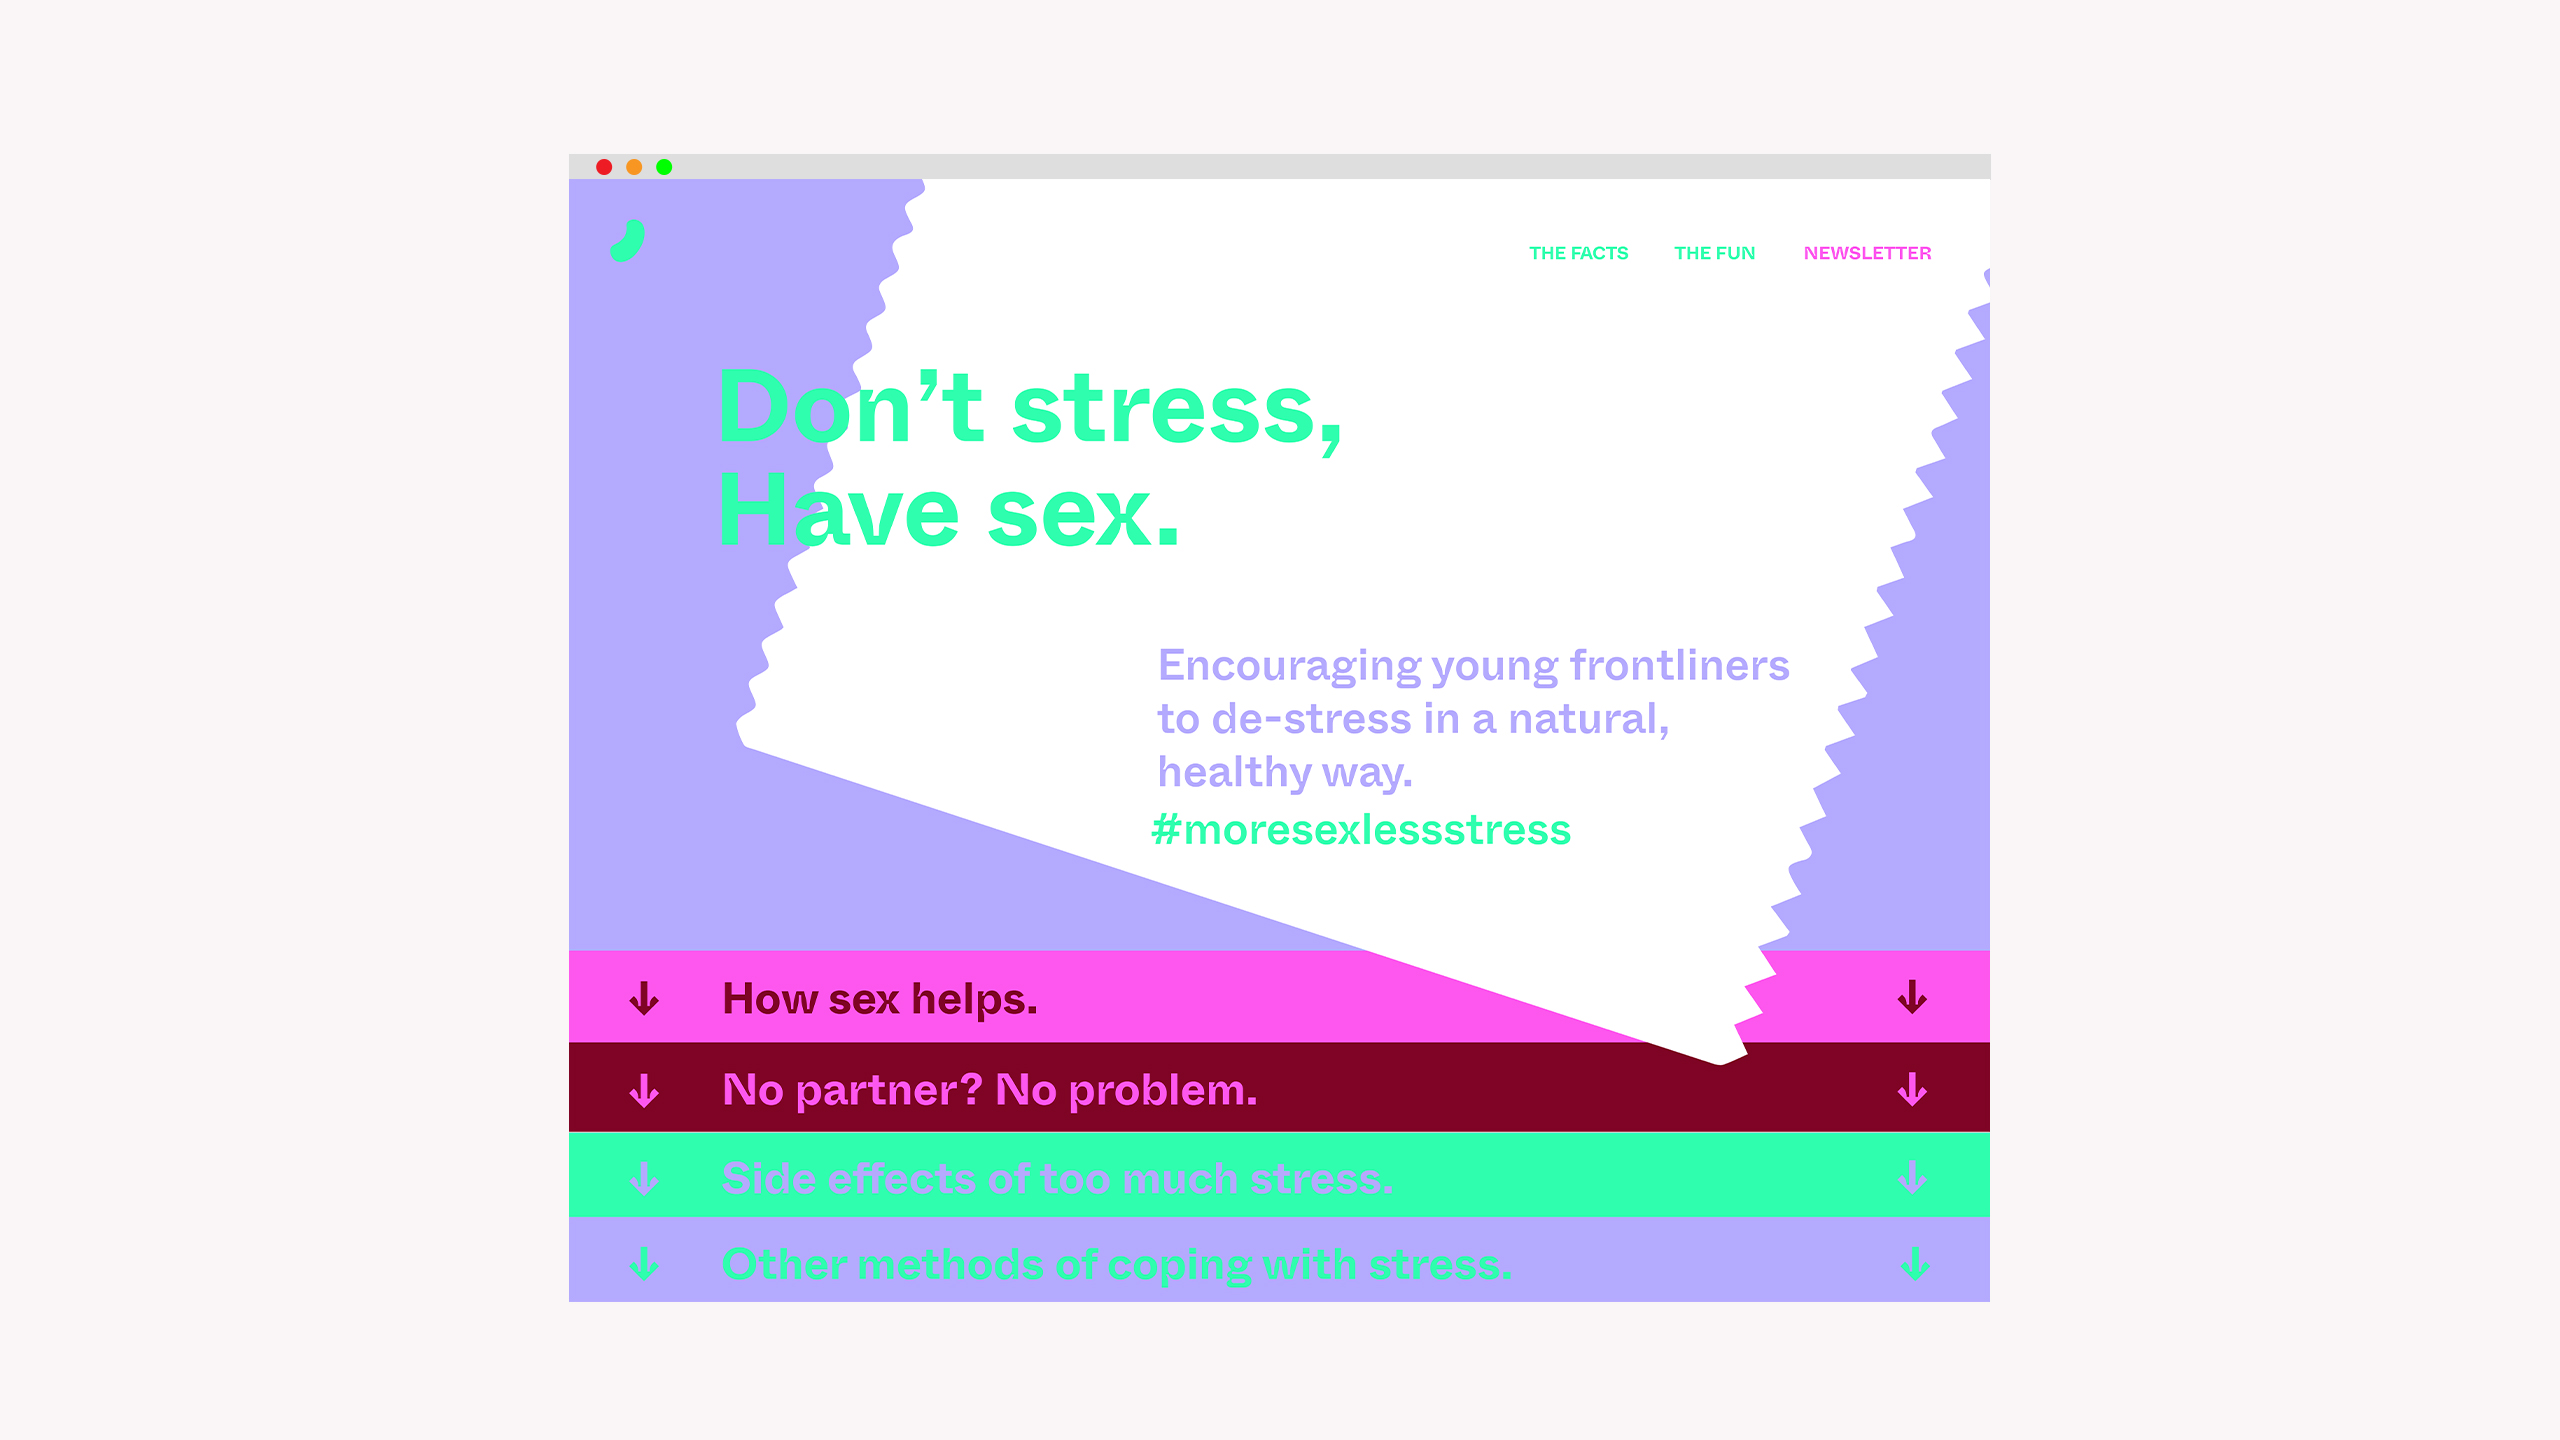 THE FACTS THE FUN NEWSLETTER
Don’t stress,
Have sex.
Encouraging young frontliners
to de-stress in a natural,
healthy way.
#moresexlessstress
How sex helps.
No partner? No problem.
Side effects of too much stress.
Other methods of coping with stress.